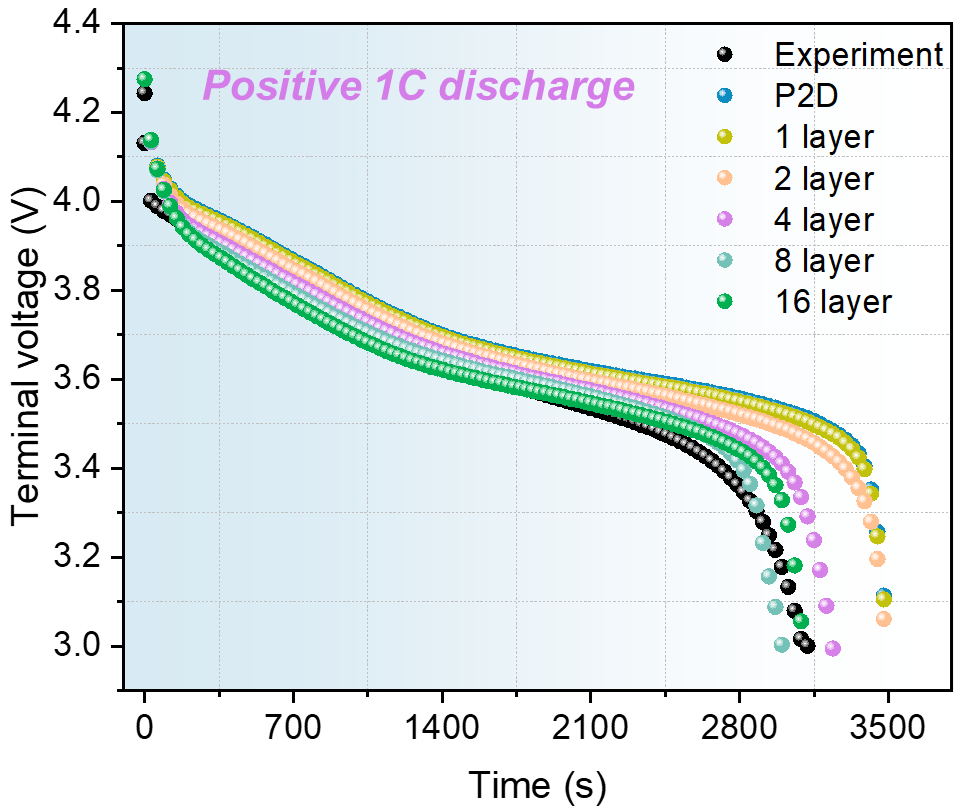 4.4
4.2
4.0
3.8
3.6
3.4
3.2
3.0
Terminal voltage (V)
Positive 1C discharge
Experiment
P2D
1 layer
2 layer
4 layer
8 layer
16 layer
0 700 1400 2100 2800 3500
Time (s)